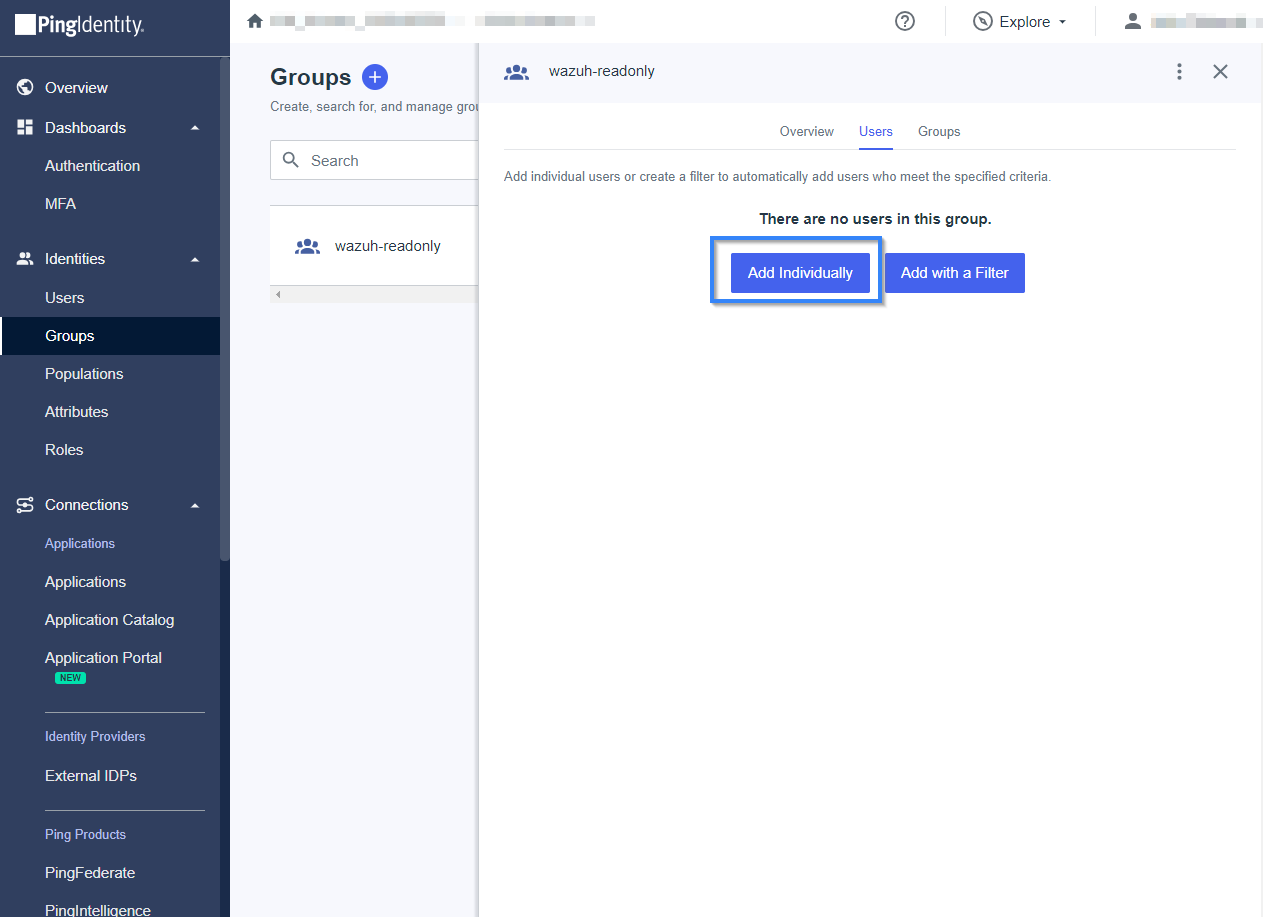 PingIdentity.
Explore
Overview
Dashboards
Authentication
MFA
Identities
Users
Groups
Populations
Attributes
Roles
Connections
Applications
Applications
Application Catalog
Application Portal
NEW
Identity Providers
External IDPs
Ping Products
PingFederate
PingIntelligence
Groups
Create, search for, and manage grou
Search
wazuh-readonly
wazuh-readonly
Overview Users Groups
Add individual users or create a filter to automatically add users who meet the specified criteria.
There are no users in this group.
Add Individually Add with a Filter